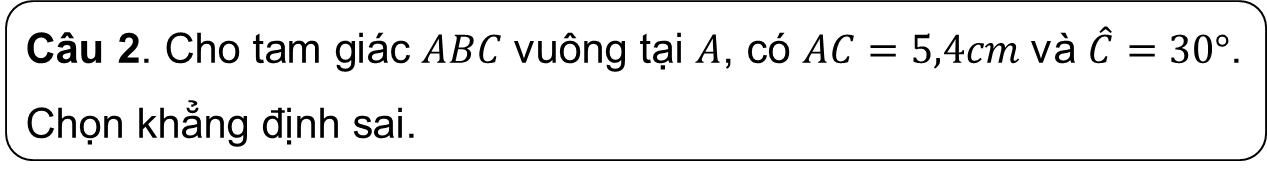 Câu 2. Cho tam giác ABC vuông tại A, có AC = 5,4cm và Ĉ = 30°.
Chọn khẳng định sai.